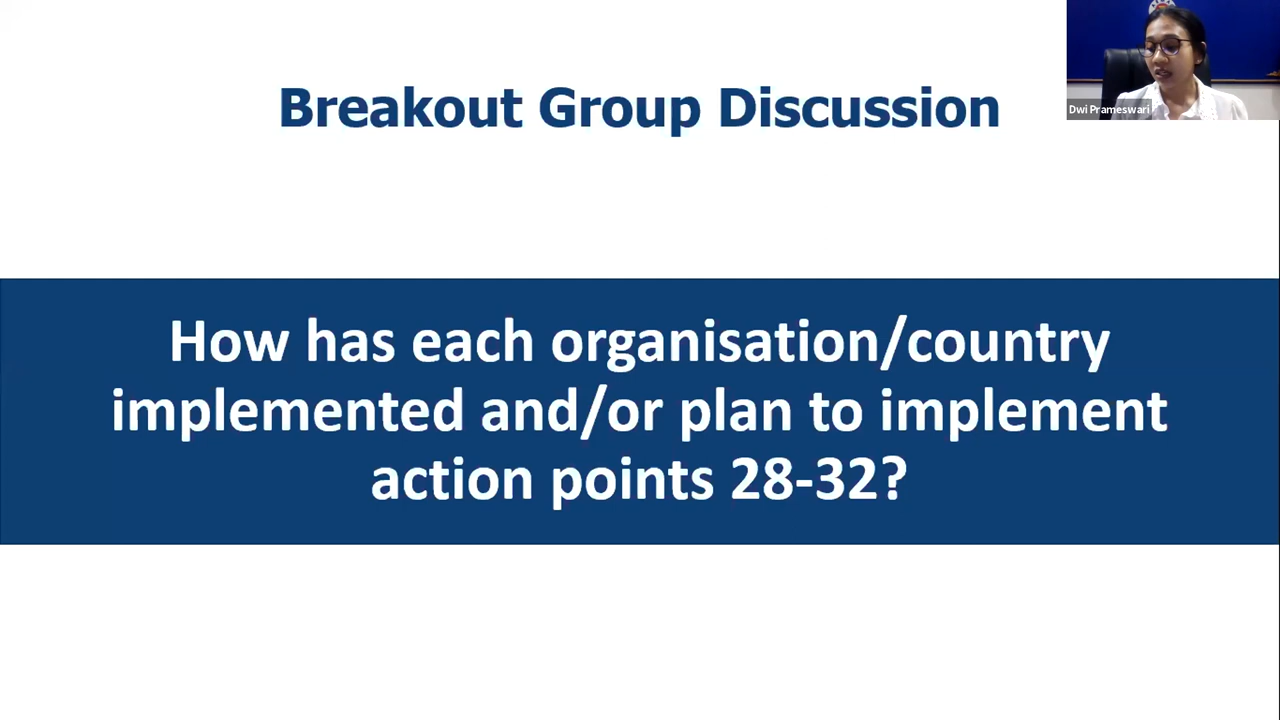 Breakout Group Discussion
Dwi Prameswari
How has each organisation/country
implemented and/or plan to implement
action points 28-32?